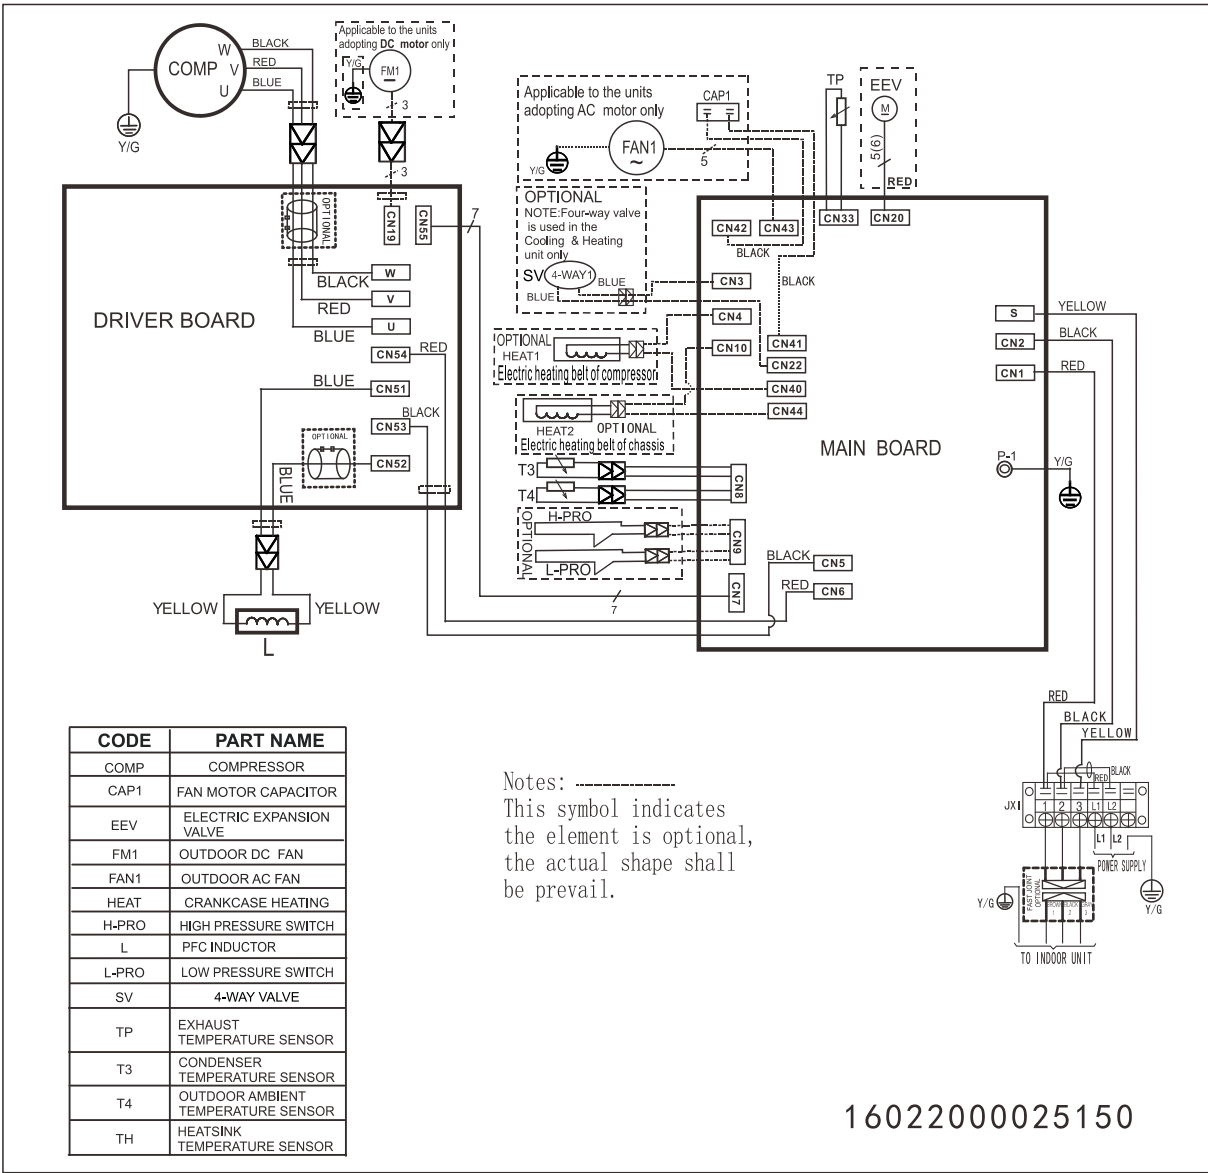 Applicable to the units
adopting DC motor only
Y/G
FM1
3
3
COMP
W
V
U
BLACK
RED
BLUE
Y/G
OPTIONAL
CN19
CN55
7
BLACK
W
RED
V
BLUE
U
DRIVER BOARD
CN54
RED
BLUE
CN51
BLACK
CN53
OPTIONAL
CN52
BLUE
YELLOW
YELLOW
L
Applicable to the units
adopting AC motor only
CAP1
FAN1
~
Y/G
5
TP
EEV
M
5(6)
RED
OPTIONAL
NOTE:Four-way valve
is used in the
Cooling & Heating
unit only
SV
4-WAY1
BLUE
BLUE
CN42
CN43
BLACK
CN33
CN20
CN3
BLACK
CN4
CN10
CN41
CN22
CN40
CN44
OPTIONAL
HEAT1
Electric heating belt of compressor
HEAT2
OPTIONAL
Electric heating belt of chassis
T3
T4
CN8
OPTIONAL
H-PRO
L-PRO
CN9
CN7
7
BLACK
CN5
RED
CN6
MAIN BOARD
S
YELLOW
CN2
BLACK
CN1
RED
P-1
Y/G
RED
BLACK
YELLOW
RED
BLACK
JX1
1 2 3 L1 L2
L1 L2
POWER SUPPLY
Y/G
FAST JOINT
OPTIONAL
BROWN BLACK GRAY
1 2 3
Y/G
TO INDOOR UNIT
CODE PART NAME
COMP COMPRESSOR
CAP1 FAN MOTOR CAPACITOR
EEV ELECTRIC EXPANSION
VALVE
FM1 OUTDOOR DC FAN
FAN1 OUTDOOR AC FAN
HEAT CRANKCASE HEATING
H-PRO HIGH PRESSURE SWITCH
L PFC INDUCTOR
L-PRO LOW PRESSURE SWITCH
SV 4-WAY VALVE
TP EXHAUST
TEMPERATURE SENSOR
T3 CONDENSER
TEMPERATURE SENSOR
T4 OUTDOOR AMBIENT
TEMPERATURE SENSOR
TH HEATSINK
TEMPERATURE SENSOR
Notes: ----------
This symbol indicates
the element is optional,
the actual shape shall
be prevail.
16022000025150